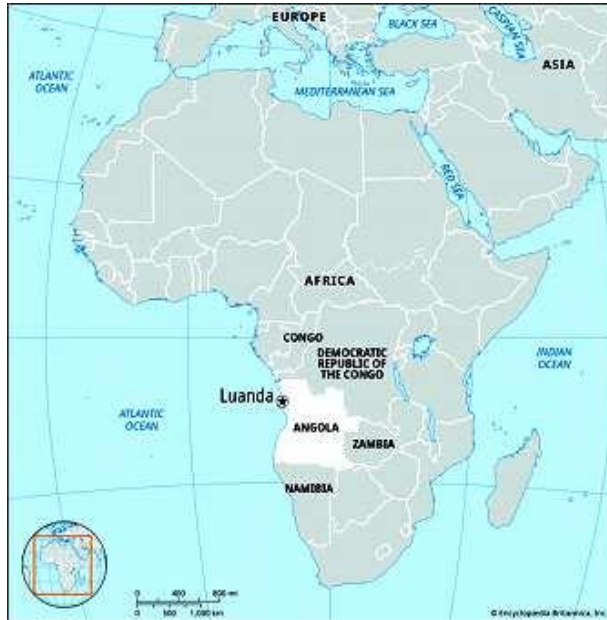 EUROPE
BLACK SEA
CASPIAN SEA
ASIA
ATLANTIC
OCEAN
MEDITERRANEAN SEA
RED SEA
AFRICA
CONGO
DEMOCRATIC
REPUBLIC OF
THE CONGO
INDIAN
OCEAN
Luanda
ATLANTIC
OCEAN
ANGOLA
ZAMBIA
NAMIBIA
0 400 800 mi
0 500 1,000 km
© Encyclopædia Britannica, Inc.